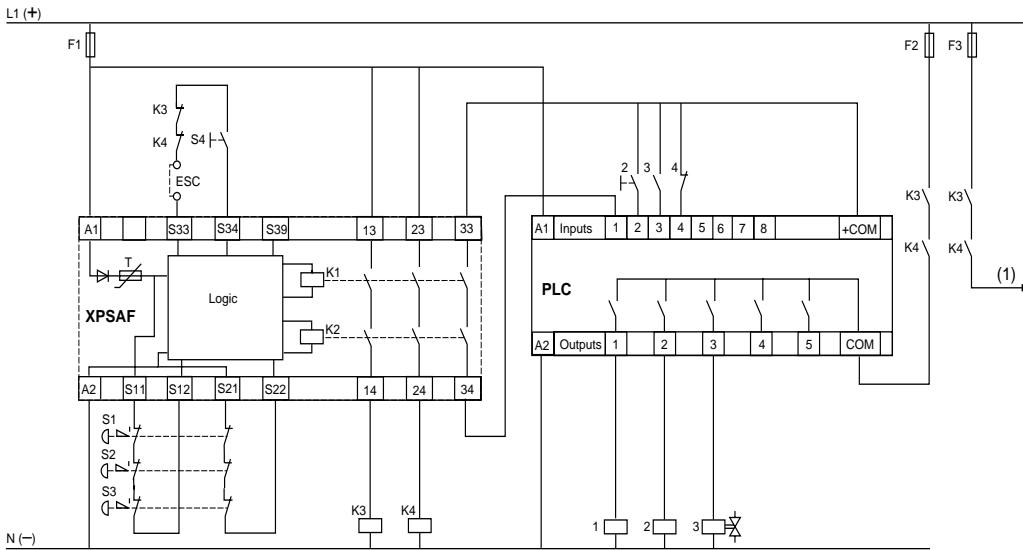 L1 (+)
F1 F2 F3
K3
K4 S4
ESC
2 3 4
K3 K3
K4 K4
A1 S33 S34 S39 13 23 33
A1 Inputs 1 2 3 4 5 6 7 8 +COM
T
Logic
K1
K2
XPSAF
PLC
(1)
A2 Outputs 1 2 3 4 5 COM
A2 S11 S12 S21 S22 14 24 34
S1
S2
S3
K3 K4 1 2 3
N (—)